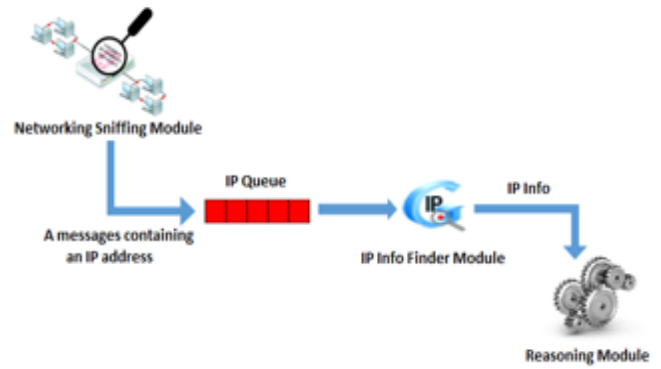 Networking Sniffing Module
IP Queue
A messages containing
an IP address
IP
IP Info Finder Module
IP Info
Reasoning Module